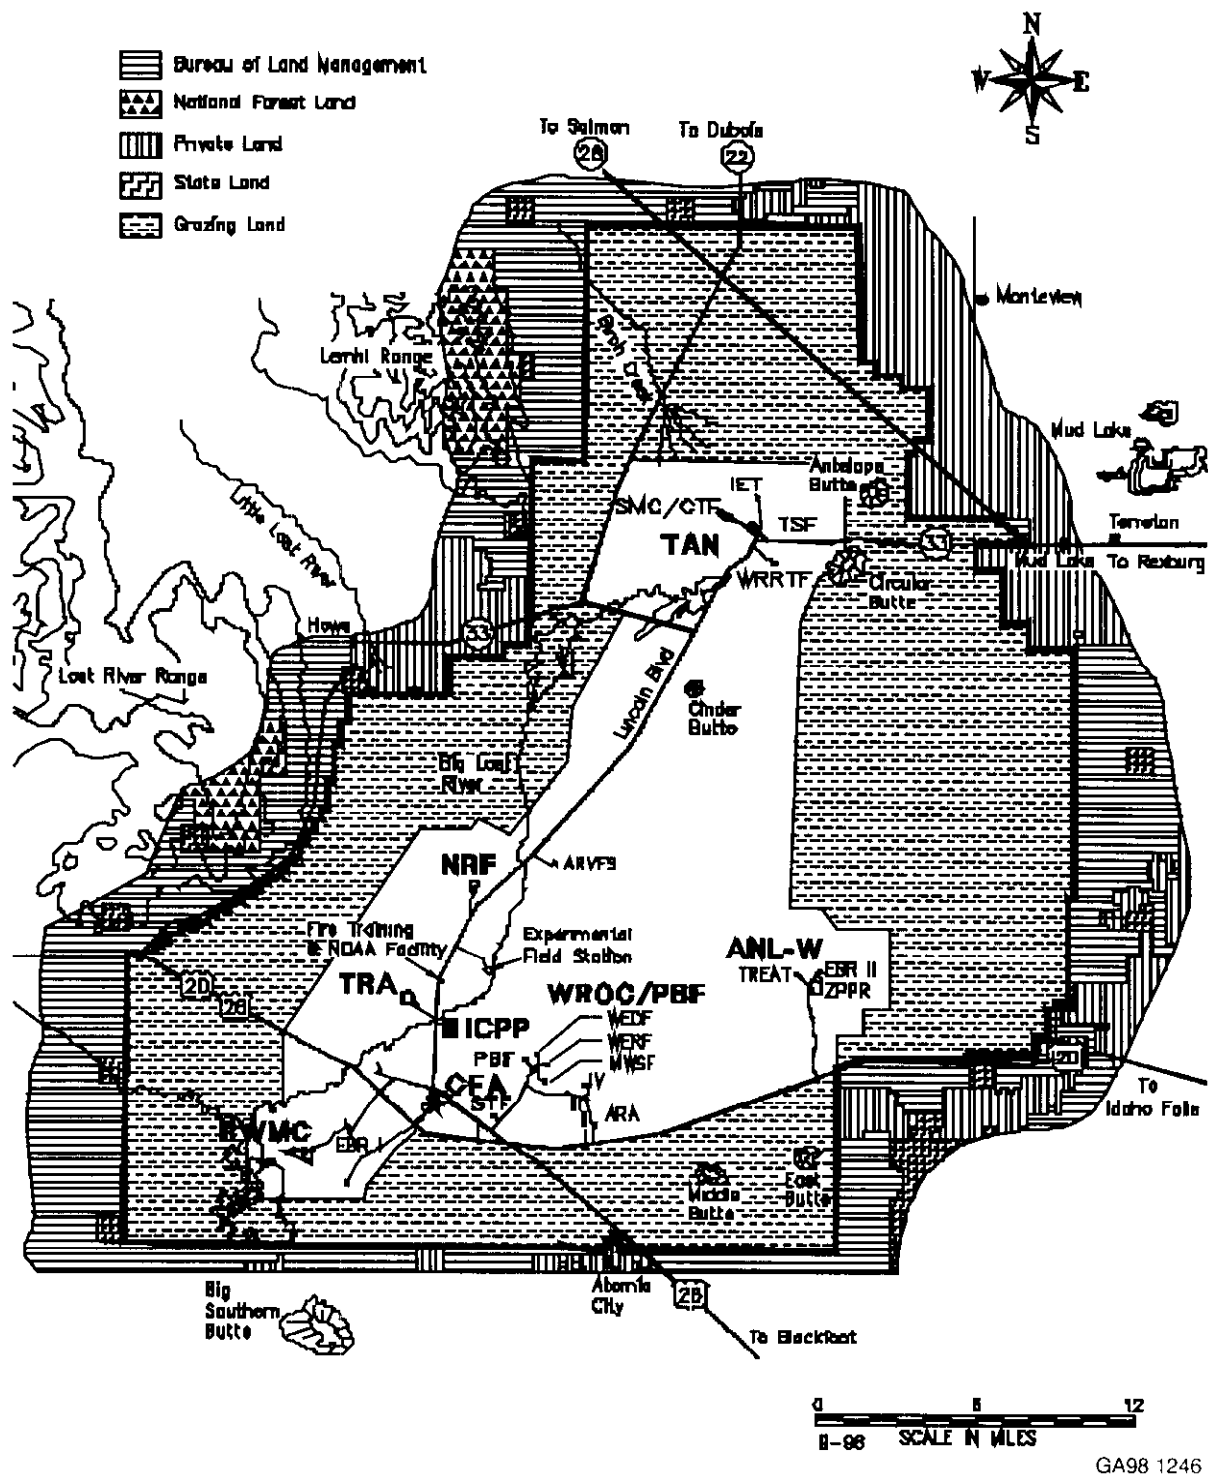 N
W E
S
Bureau of Land Management
National Forest Land
Private Land
State Land
Grazing Land
To Salmon
28
To Dubois
22
Monteview
Birch Creek
Lemhi Range
Mud Lake
Antelope
Butte
IET
SMC/CTF
TSF
TAN
33
Terreton
Mud Lake
To Rexburg
WRRTF
Circular
Butte
Little Lost River
Howe
33
Lost River Range
Lincoln Blvd
Cinder
Butte
Big Lost
River
NRF
ARVFS
Fire Training
& NOAA Facility
Experimental
Field Station
ANL-W
TREAT
EBR II
ZPPR
TRA
WROC/PBF
20
26
ICPP
WEDF
WERF
MWSF
PBF
CFA
STF
IV
II
I
ARA
RWMC
EBR I
20
To
Idaho Falls
Middle
Butte
East
Butte
Big
Southern
Butte
Atomic
City
26
To Blackfoot
0 6 12
SCALE IN MILES
GA98 1246